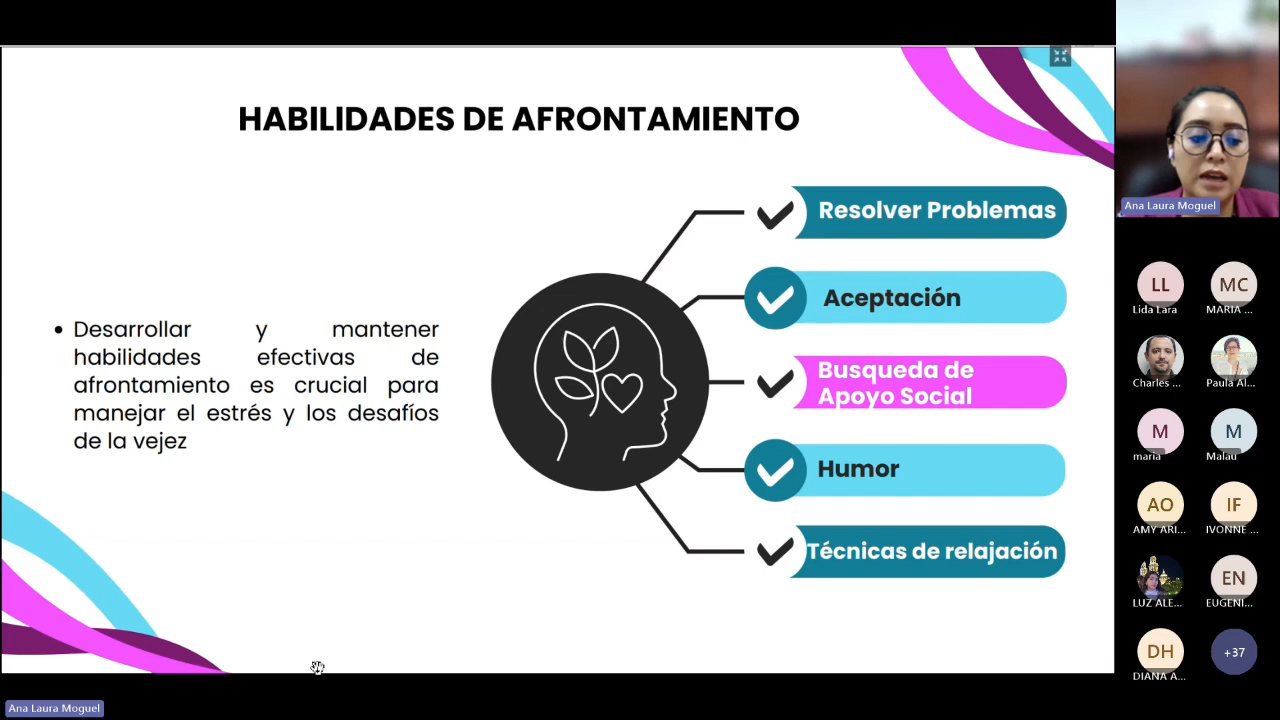 HABILIDADES DE AFRONTAMIENTO
Desarrollar y mantener
habilidades efectivas de
afrontamiento es crucial para
manejar el estrés y los desafíos
de la vejez
Resolver Problemas
Aceptación
Busqueda de
Apoyo Social
Humor
Técnicas de relajación
Ana Laura Moguel
LL
Lida Lara
MC
MARIA ...
Charles ...
Paula Al...
M
maria
M
Malau
AO
AMY ARI...
IF
IVONNE ...
LUZ ALE...
EN
EUGENI...
DH
DIANA A...
+37
Ana Laura Moguel